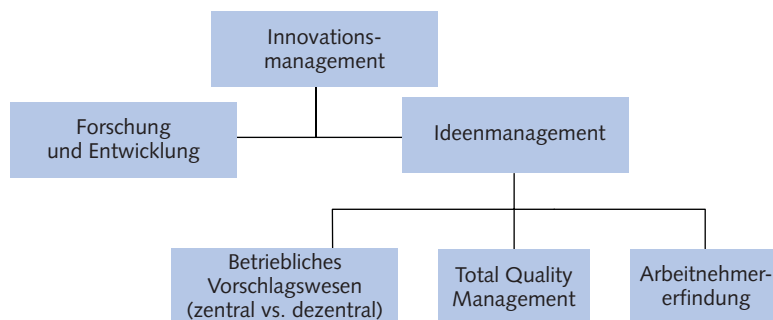 Innovations-
management
Forschung
und Entwicklung
Ideenmanagement
Betriebliches
Vorschlagswesen
(zentral vs. dezentral)
Total Quality
Management
Arbeitnehmer-
erfindung